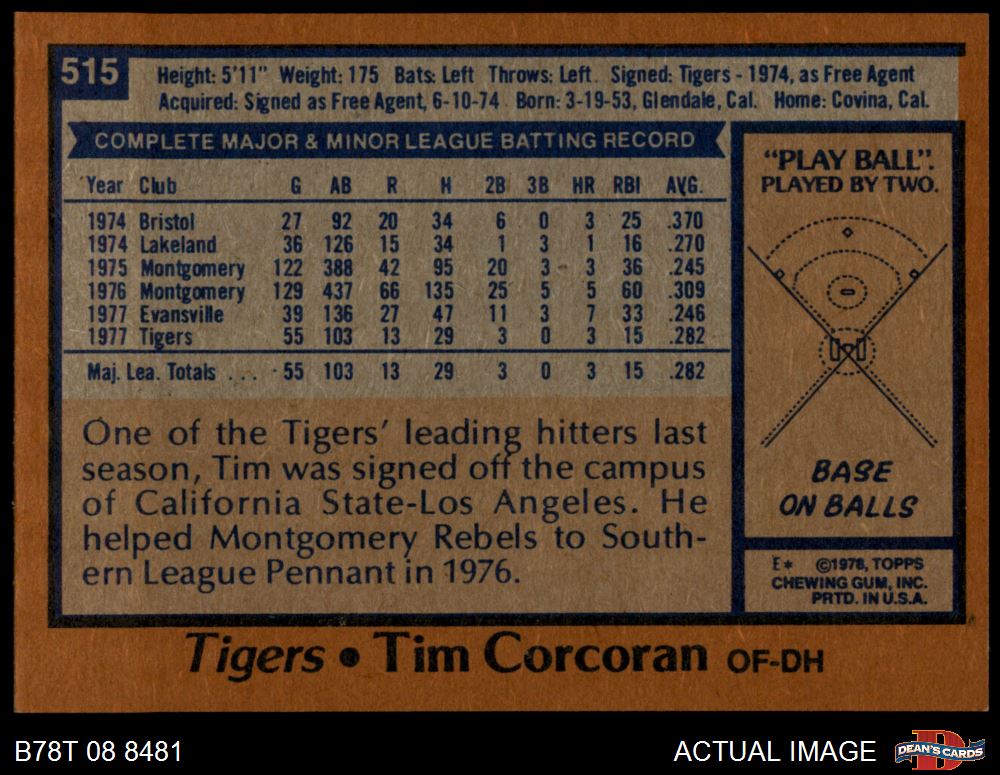 515
Height: 5'11" Weight: 175 Bats: Left Throws: Left. Signed: Tigers - 1974, as Free Agent
Acquired: Signed as Free Agent, 6-10-74 Born: 3-19-53, Glendale, Cal. Home: Covina, Cal.
COMPLETE MAJOR & MINOR LEAGUE BATTING RECORD
Year Club G AB R H 2B 3B HR RBI AVG.
1974 Bristol 27 92 20 34 6 0 3 25 .370
1974 Lakeland 36 126 15 34 1 3 1 16 .270
1975 Montgomery 122 388 42 95 20 3 3 36 .245
1976 Montgomery 129 437 66 135 25 5 5 60 .309
1977 Evansville 39 136 27 47 11 3 7 33 .246
1977 Tigers 55 103 13 29 3 0 3 15 .282
Maj. Lea. Totals ... 55 103 13 29 3 0 3 15 .282
One of the Tigers' leading hitters last
season, Tim was signed off the campus
of California State-Los Angeles. He
helped Montgomery Rebels to South-
ern League Pennant in 1976.
"PLAY BALL".
PLAYED BY TWO.
BASE
ON BALLS
E* ©1978, TOPPS
CHEWING GUM, INC.
PRTD. IN U.S.A.
Tigers • Tim Corcoran OF-DH
B78T 08 8481
ACTUAL IMAGE
DEAN'S CARDS